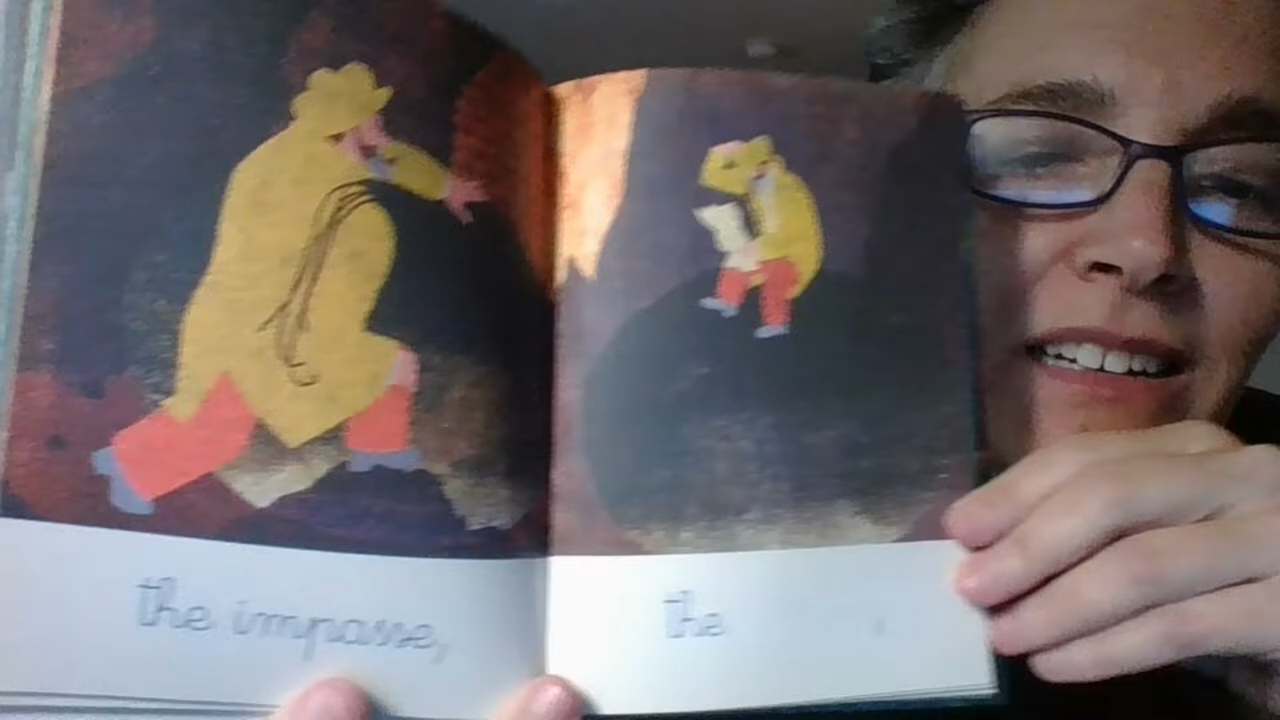 the impasse,
the